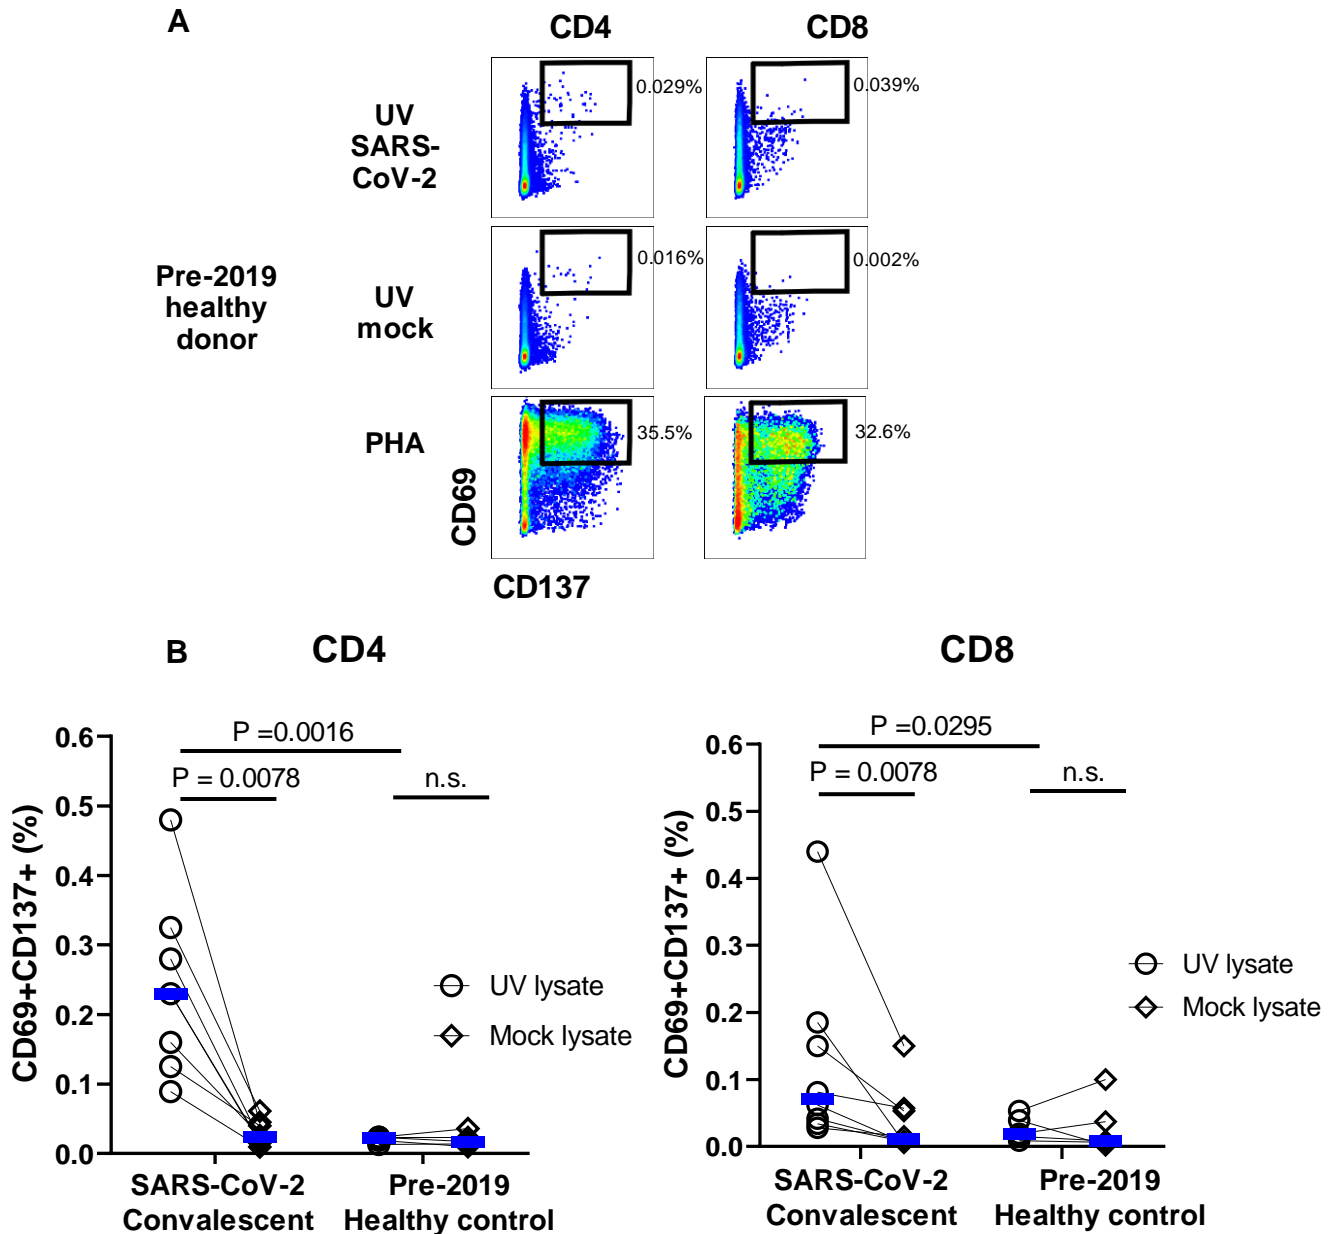 A
CD4
CD8
UV
SARS-
CoV-2
0.029%
0.039%
Pre-2019
healthy
donor
UV
mock
0.016%
0.002%
PHA
35.5%
32.6%
CD69
CD137
B
CD4
CD8
P =0.0016
P = 0.0078
n.s.
0.6
0.5
0.4
0.3
0.2
0.1
0.0
CD69+CD137+ (%)
UV lysate
Mock lysate
SARS-CoV-2
Convalescent
Pre-2019
Healthy control
P =0.0295
P = 0.0078
n.s.
0.6
0.5
0.4
0.3
0.2
0.1
0.0
CD69+CD137+ (%)
UV lysate
Mock lysate
SARS-CoV-2
Convalescent
Pre-2019
Healthy control